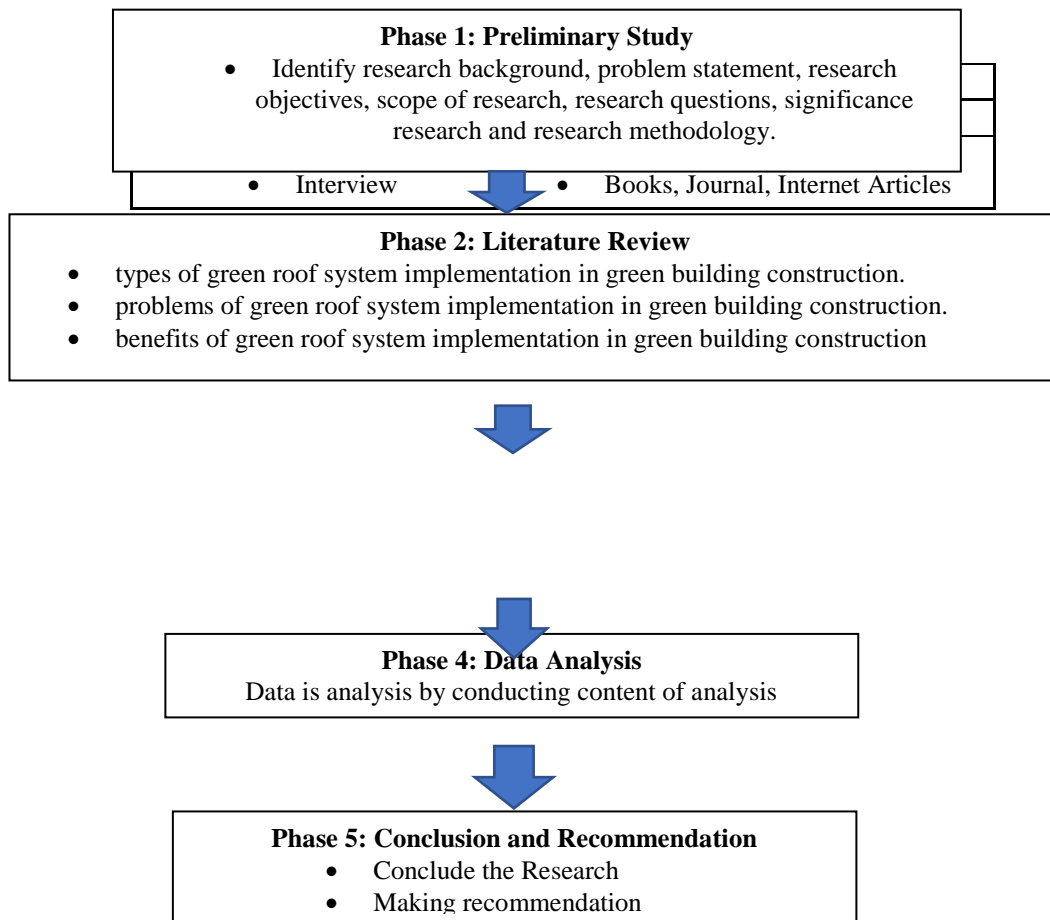 Phase 1: Preliminary Study
• Identify research background, problem statement, research
objectives, scope of research, research questions, significance
research and research methodology.
• Interview • Books, Journal, Internet Articles
Phase 2: Literature Review
• types of green roof system implementation in green building construction.
• problems of green roof system implementation in green building construction.
• benefits of green roof system implementation in green building construction
Phase 4: Data Analysis
Data is analysis by conducting content of analysis
Phase 5: Conclusion and Recommendation
• Conclude the Research
• Making recommendation